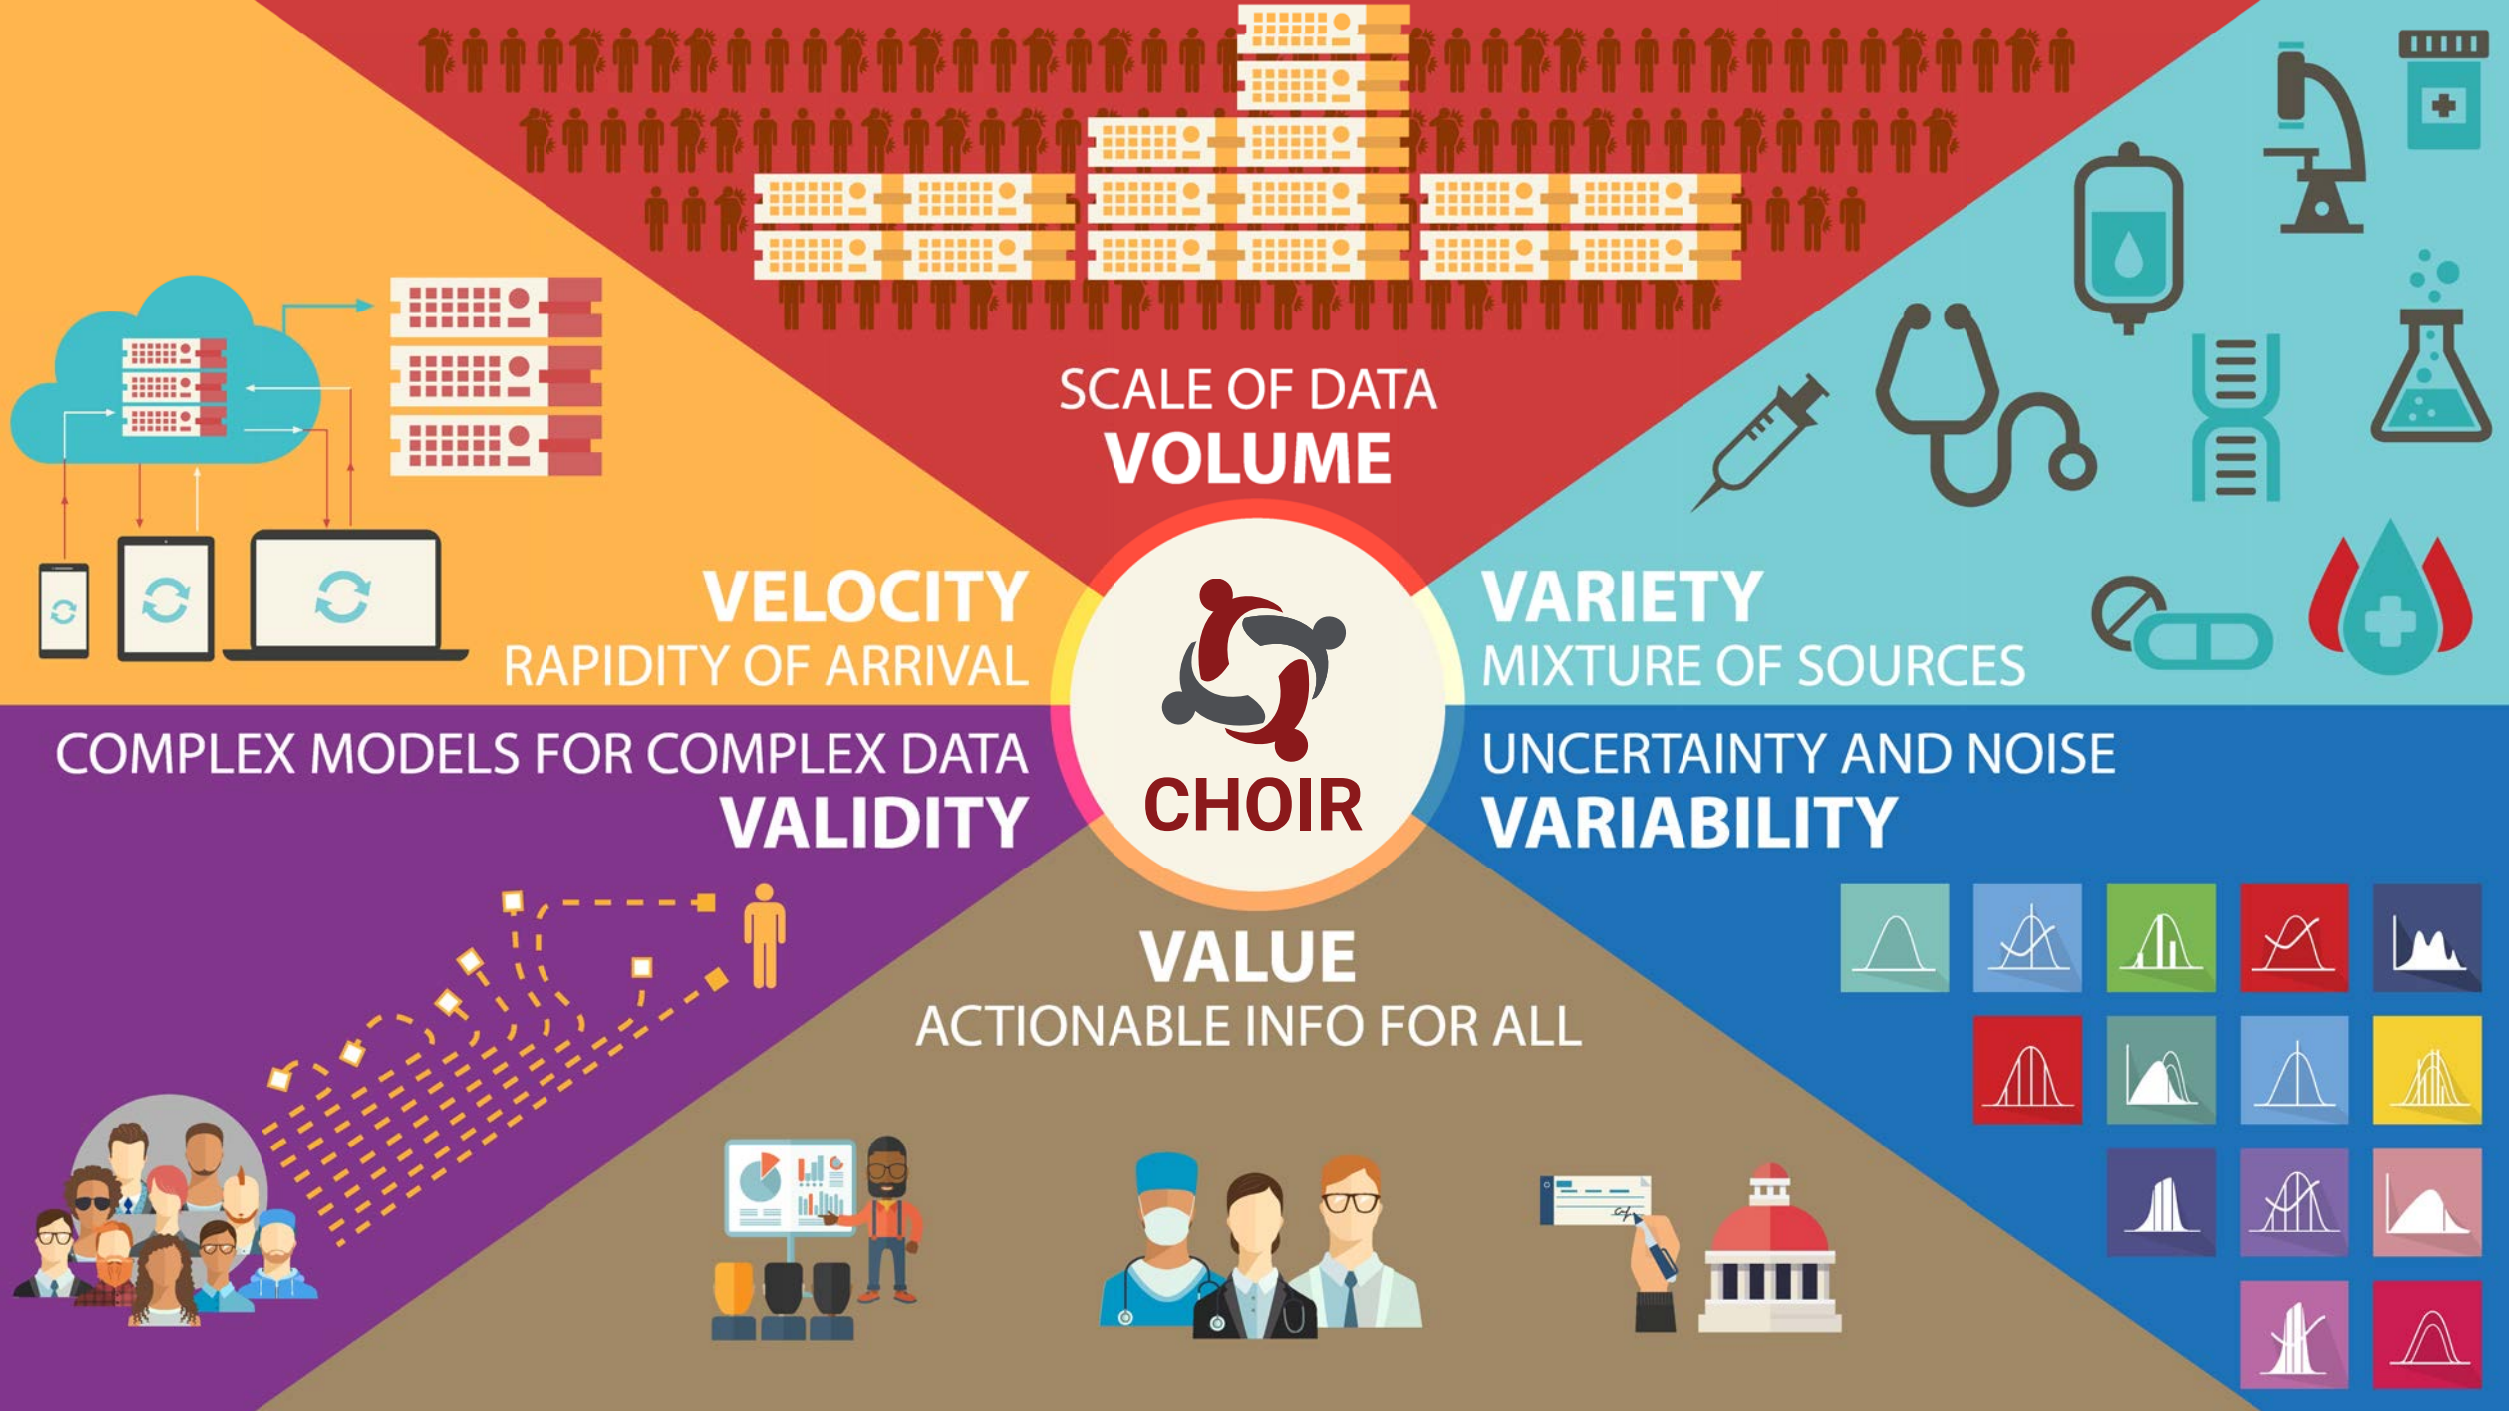 SCALE OF DATA
VOLUME
VELOCITY
RAPIDITY OF ARRIVAL
VARIETY
MIXTURE OF SOURCES
CHOIR
COMPLEX MODELS FOR COMPLEX DATA
VALIDITY
UNCERTAINTY AND NOISE
VARIABILITY
VALUE
ACTIONABLE INFO FOR ALL